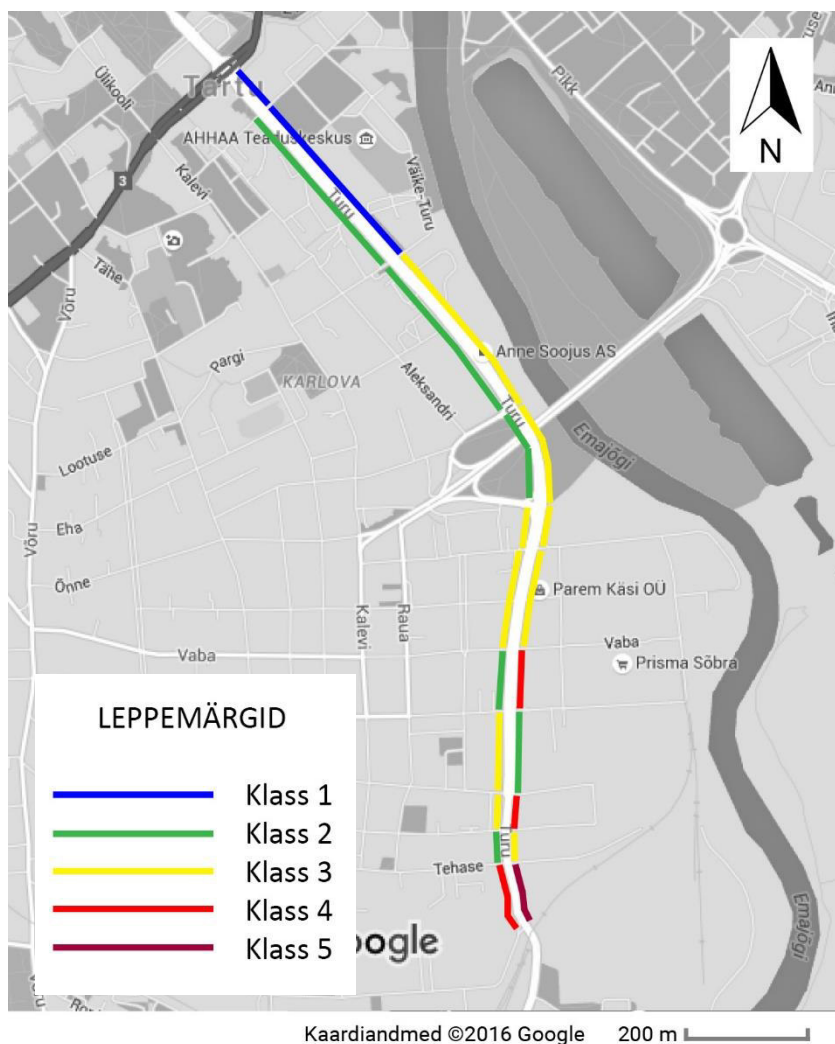 Ülikooli
Tartu
Pikk
AHHAA Teaduskeskus
3
Kalevi
Väike-Turu
Turu
Tähe
Võru
Anne Soojus AS
Pargi
KARLOVA
Aleksandri
Turu
Emajõgi
Lootuse
Võru
Eha
Õnne
Parem Käsi OÜ
Kalevi
Raua
Vaba
Vaba
Prisma Sõbra
LEPPEMÄRGID
Klass 1
Klass 2
Klass 3
Klass 4
Klass 5
Turu
Tehase
Emajõgi
oogle
N
Kaardiandmed ©2016 Google 200 m